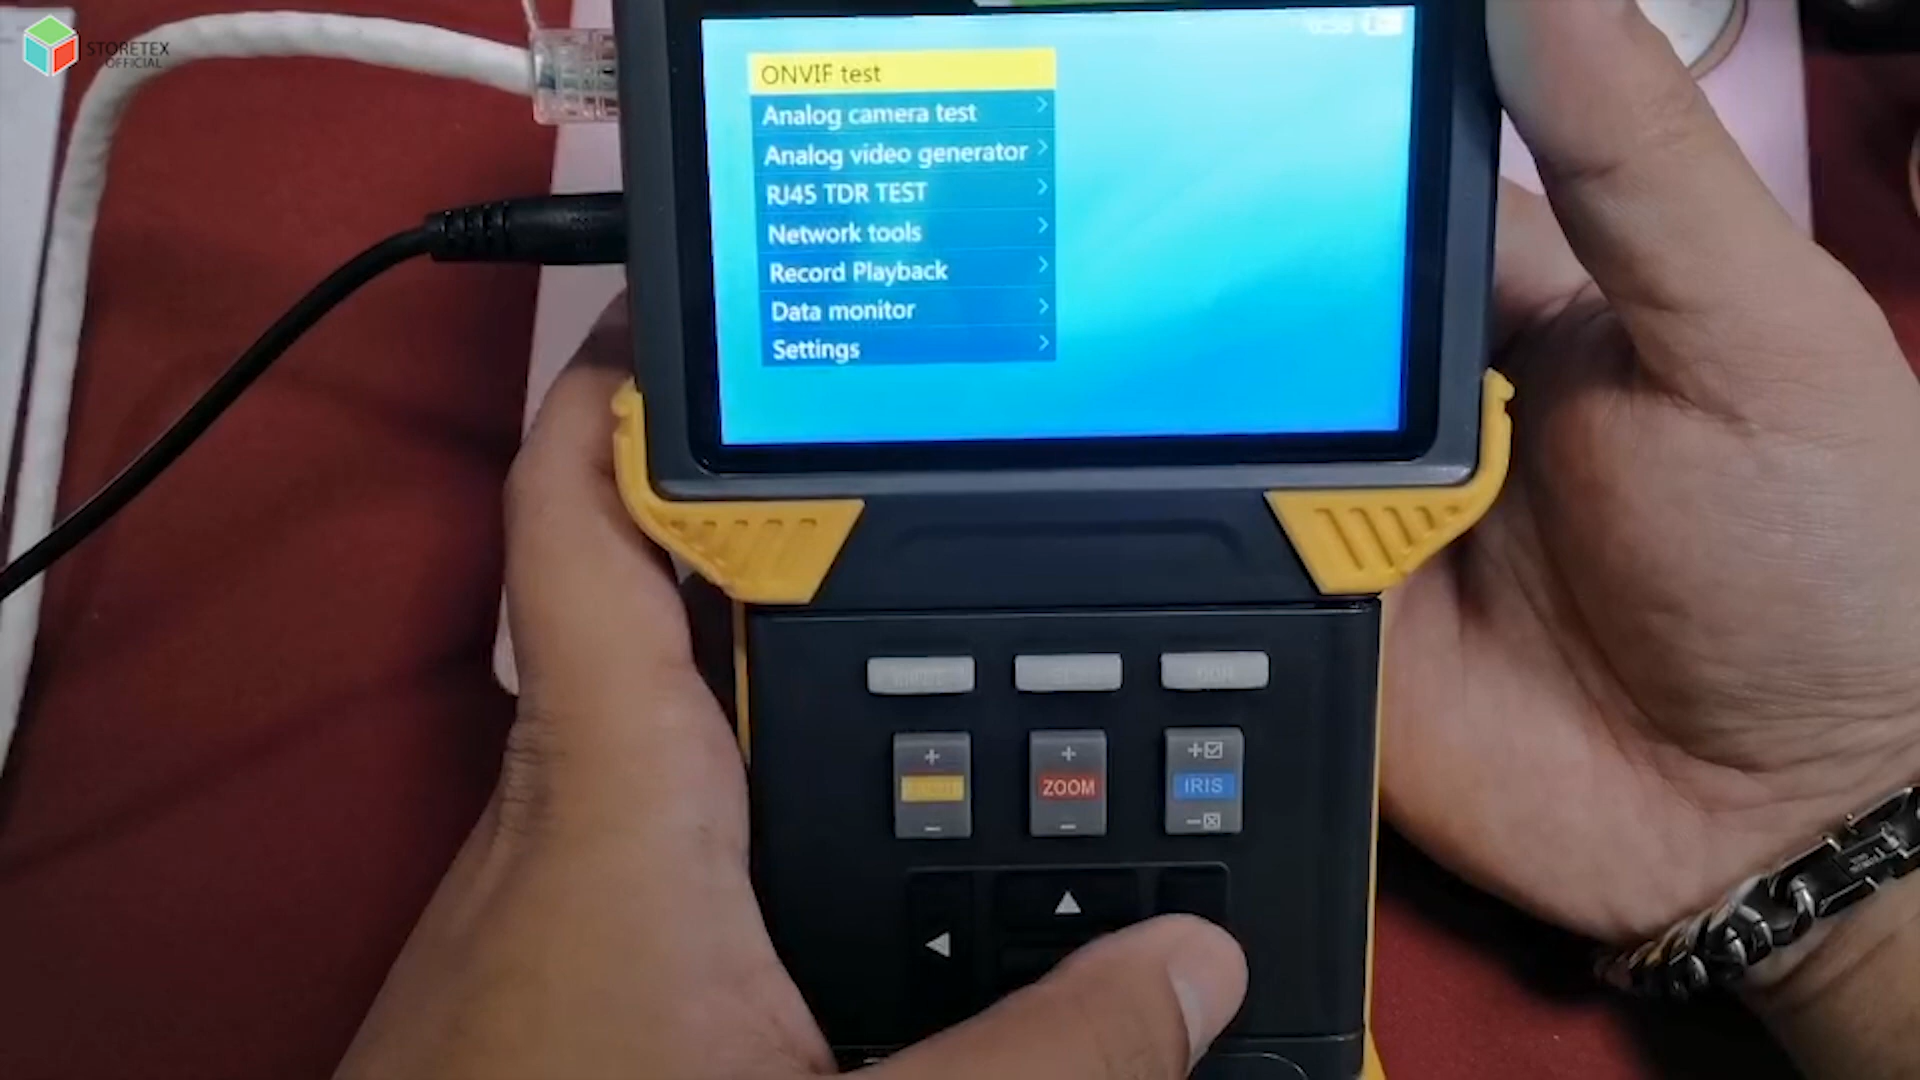 STORETEX
OFFICIAL
ONVIF test
Analog camera test
Analog video generator
RJ45 TDR TEST
Network tools
Record Playback
Data monitor
Settings
+ + +
ZOOM IRIS
- - -